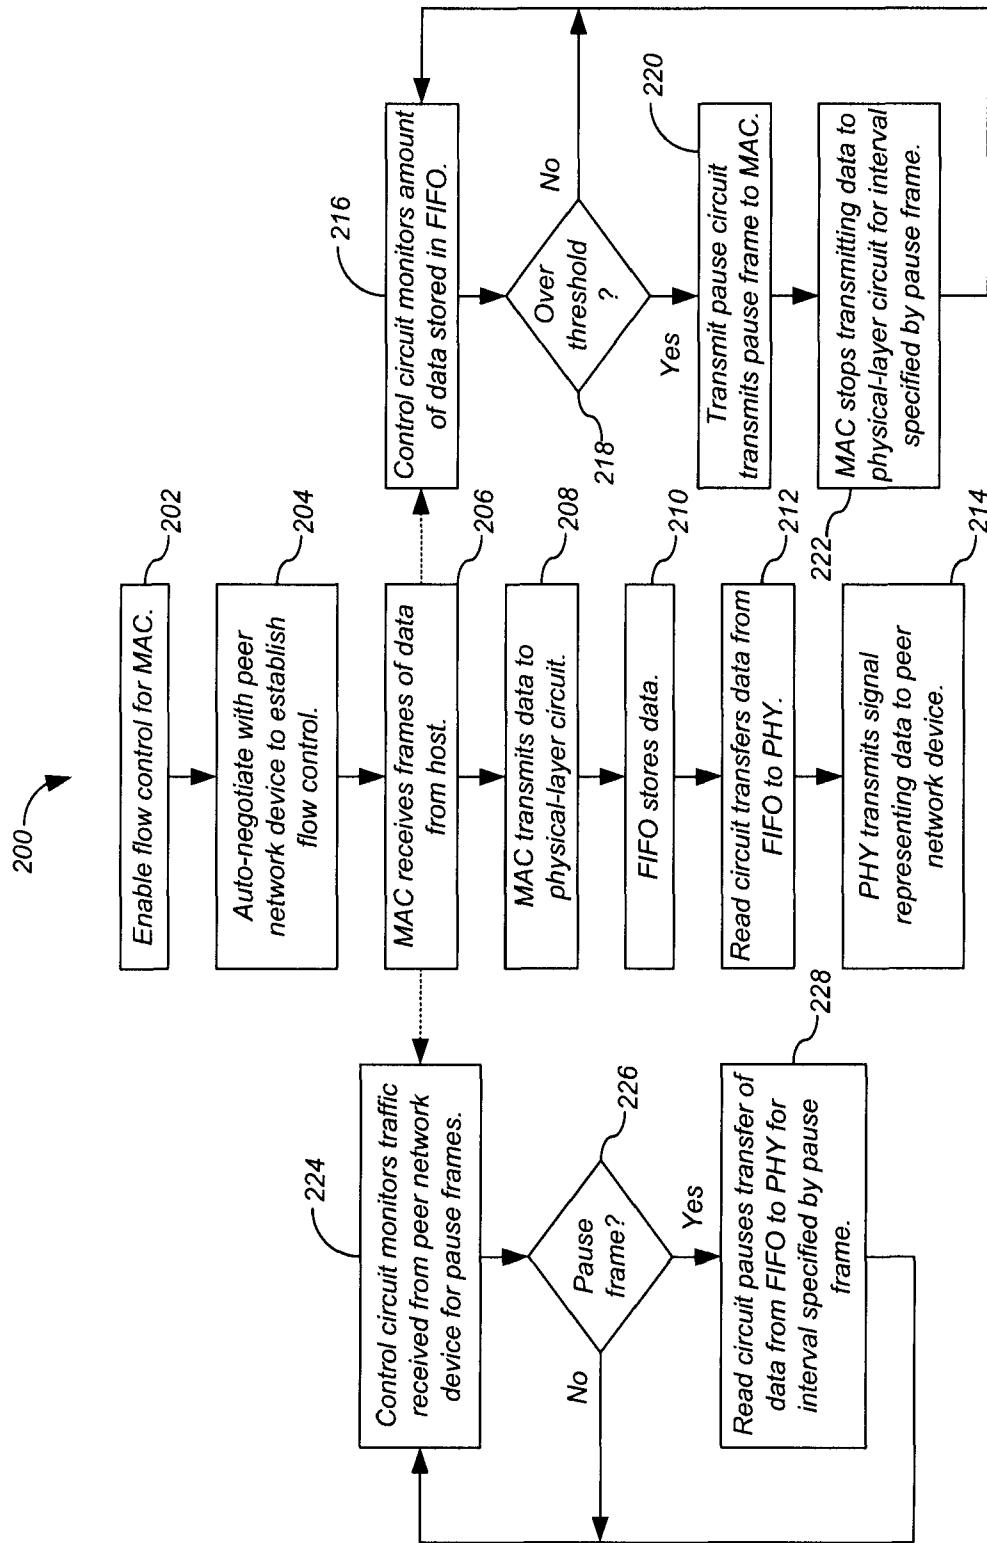 200
Enable flow control for MAC.
202
Auto-negotiate with peer
network device to establish
flow control.
204
MAC receives frames of data
from host.
206
MAC transmits data to
physical-layer circuit.
208
FIFO stores data.
210
Read circuit transfers data from
FIFO to PHY.
212
PHY transmits signal
representing data to peer
network device.
214
216
Control circuit monitors amount
of data stored in FIFO.
Over
threshold
?
218
No
Yes
220
Transmit pause circuit
transmits pause frame to MAC.
MAC stops transmitting data to
physical-layer circuit for interval
specified by pause frame.
222
224
Control circuit monitors traffic
received from peer network
device for pause frames.
Pause
frame?
226
No
Yes
228
Read circuit pauses transfer of
data from FIFO to PHY for
interval specified by pause
frame.